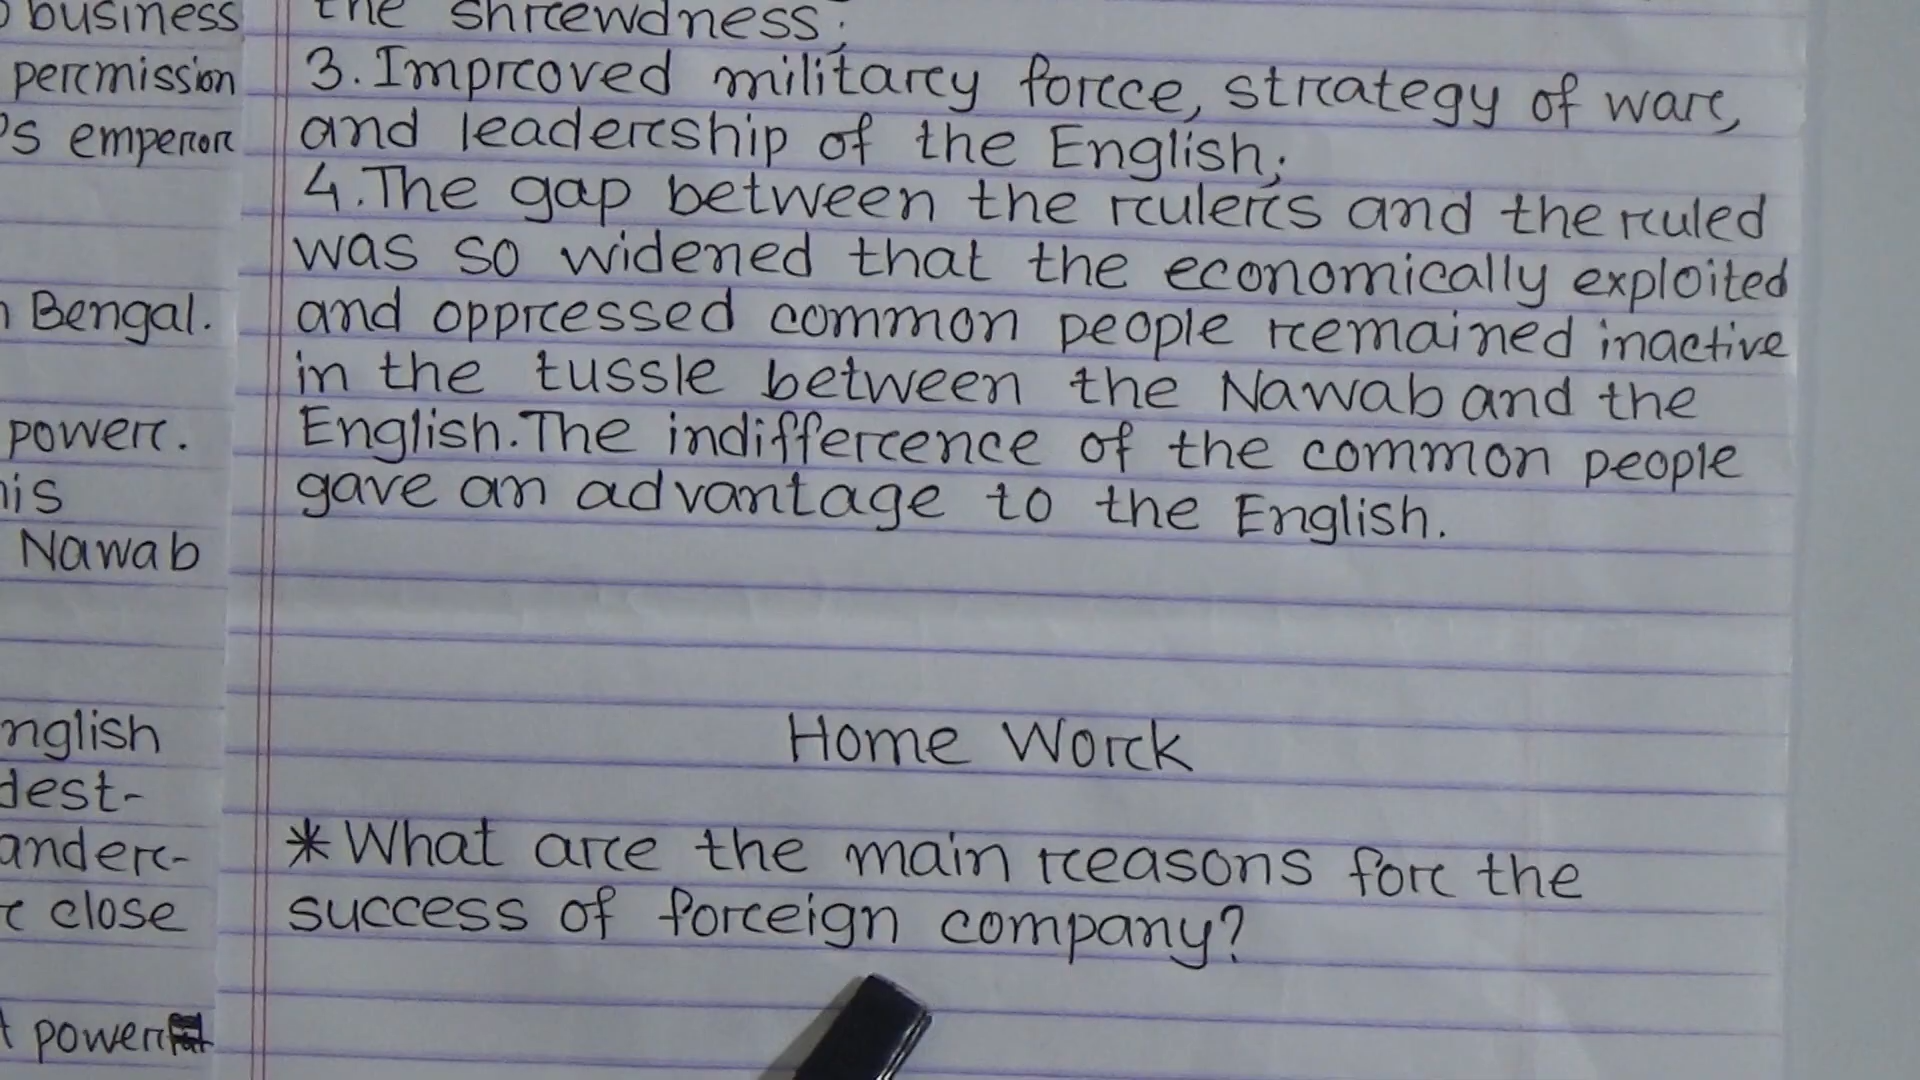 business
permission
's emperor
Bengal.
power.
his
Nawab
nglish
dest-
ander-
r close
t power
the shrewdness;
3. Improved military force, strategy of war,
and leadership of the English;
4. The gap between the rulers and the ruled
was so widened that the economically exploited
and oppressed common people remained inactive
in the tussle between the Nawab and the
English. The indifference of the common people
gave an advantage to the English.
Home Work
* What are the main reasons for the
success of foreign company?